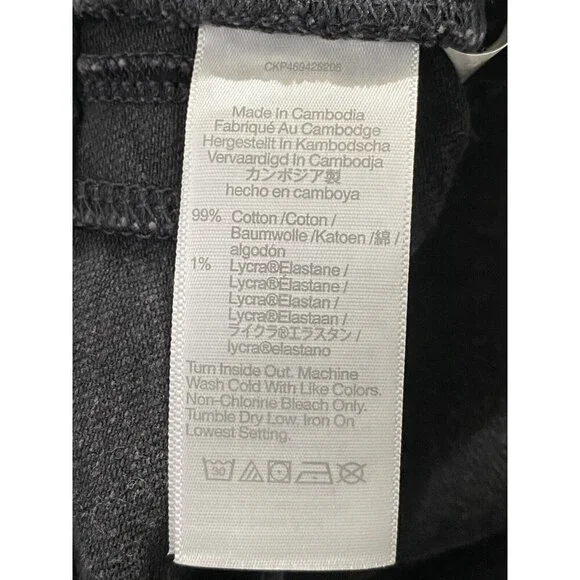 CKP469425205
Made In Cambodia
Fabriqué Au Cambodge
Hergestellt In Kambodscha
Vervaardigd In Cambodja
カンボジア製
hecho en camboya
99% Cotton /Coton /
Baumwolle /Katoen /綿 /
algodón
1% Lycra®Elastane /
Lycra®Élastane /
Lycra®Elastan /
Lycra®Elastaan /
ライクラ®エラスタン /
lycra®elastano
Turn Inside Out. Machine
Wash Cold With Like Colors.
Non-Chlorine Bleach Only.
Tumble Dry Low. Iron On
Lowest Setting.
30